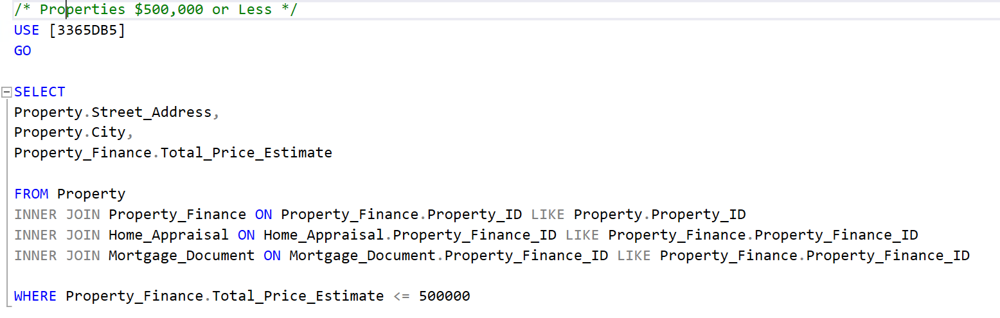 /* Properties $500,000 or Less */
USE [3365DB5]
GO
SELECT
Property.Street_Address,
Property.City,
Property_Finance.Total_Price_Estimate
FROM Property
INNER JOIN Property_Finance ON Property_Finance.Property_ID LIKE Property.Property_ID
INNER JOIN Home_Appraisal ON Home_Appraisal.Property_Finance_ID LIKE Property_Finance.Property_Finance_ID
INNER JOIN Mortgage_Document ON Mortgage_Document.Property_Finance_ID LIKE Property_Finance.Property_Finance_ID
WHERE Property_Finance.Total_Price_Estimate <= 500000